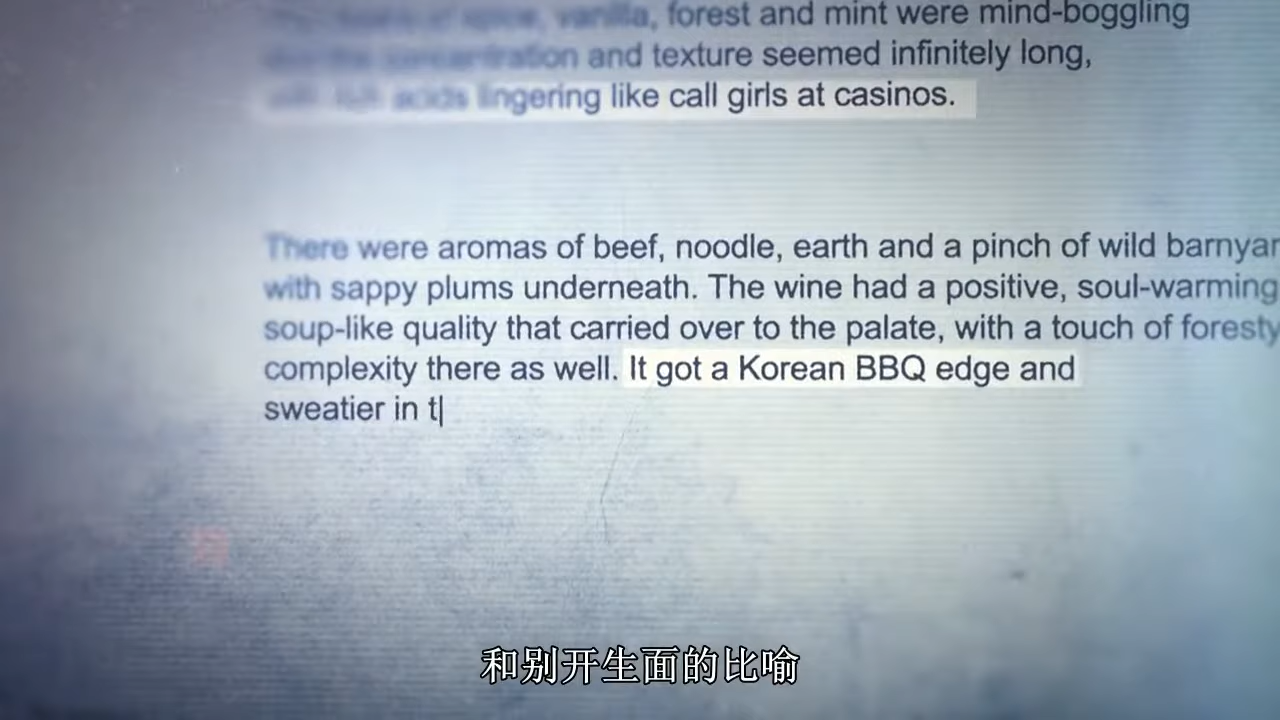 spice, vanilla, forest and mint were mind-boggling
concentration and texture seemed infinitely long,
acids lingering like call girls at casinos.
There were aromas of beef, noodle, earth and a pinch of wild barnyar
with sappy plums underneath. The wine had a positive, soul-warming
soup-like quality that carried over to the palate, with a touch of foresty
complexity there as well. It got a Korean BBQ edge and
sweatier in t
和别开生面的比喻